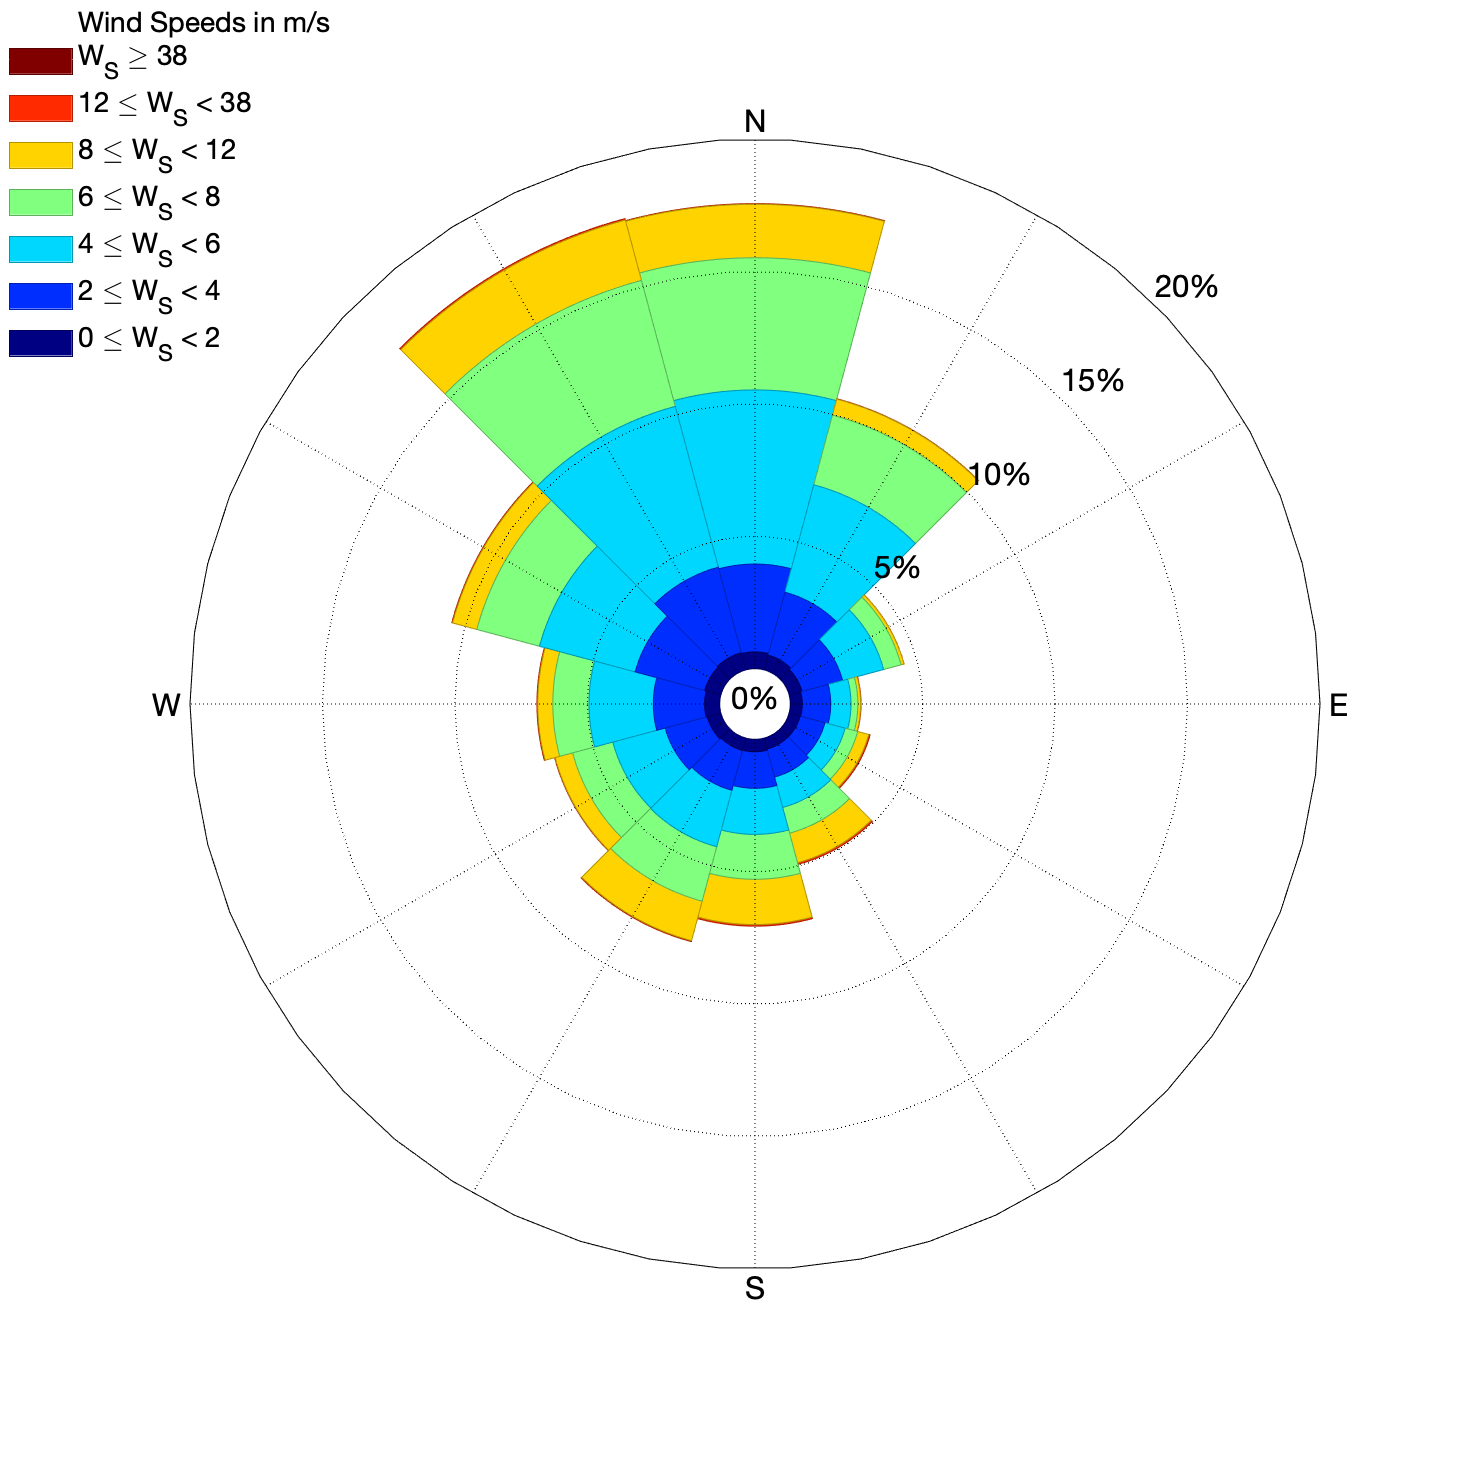 Wind Speeds in m/s
W_S ≥ 38
12 ≤ W_S < 38
8 ≤ W_S < 12
6 ≤ W_S < 8
4 ≤ W_S < 6
2 ≤ W_S < 4
0 ≤ W_S < 2
N
20%
15%
10%
5%
W
0%
E
S